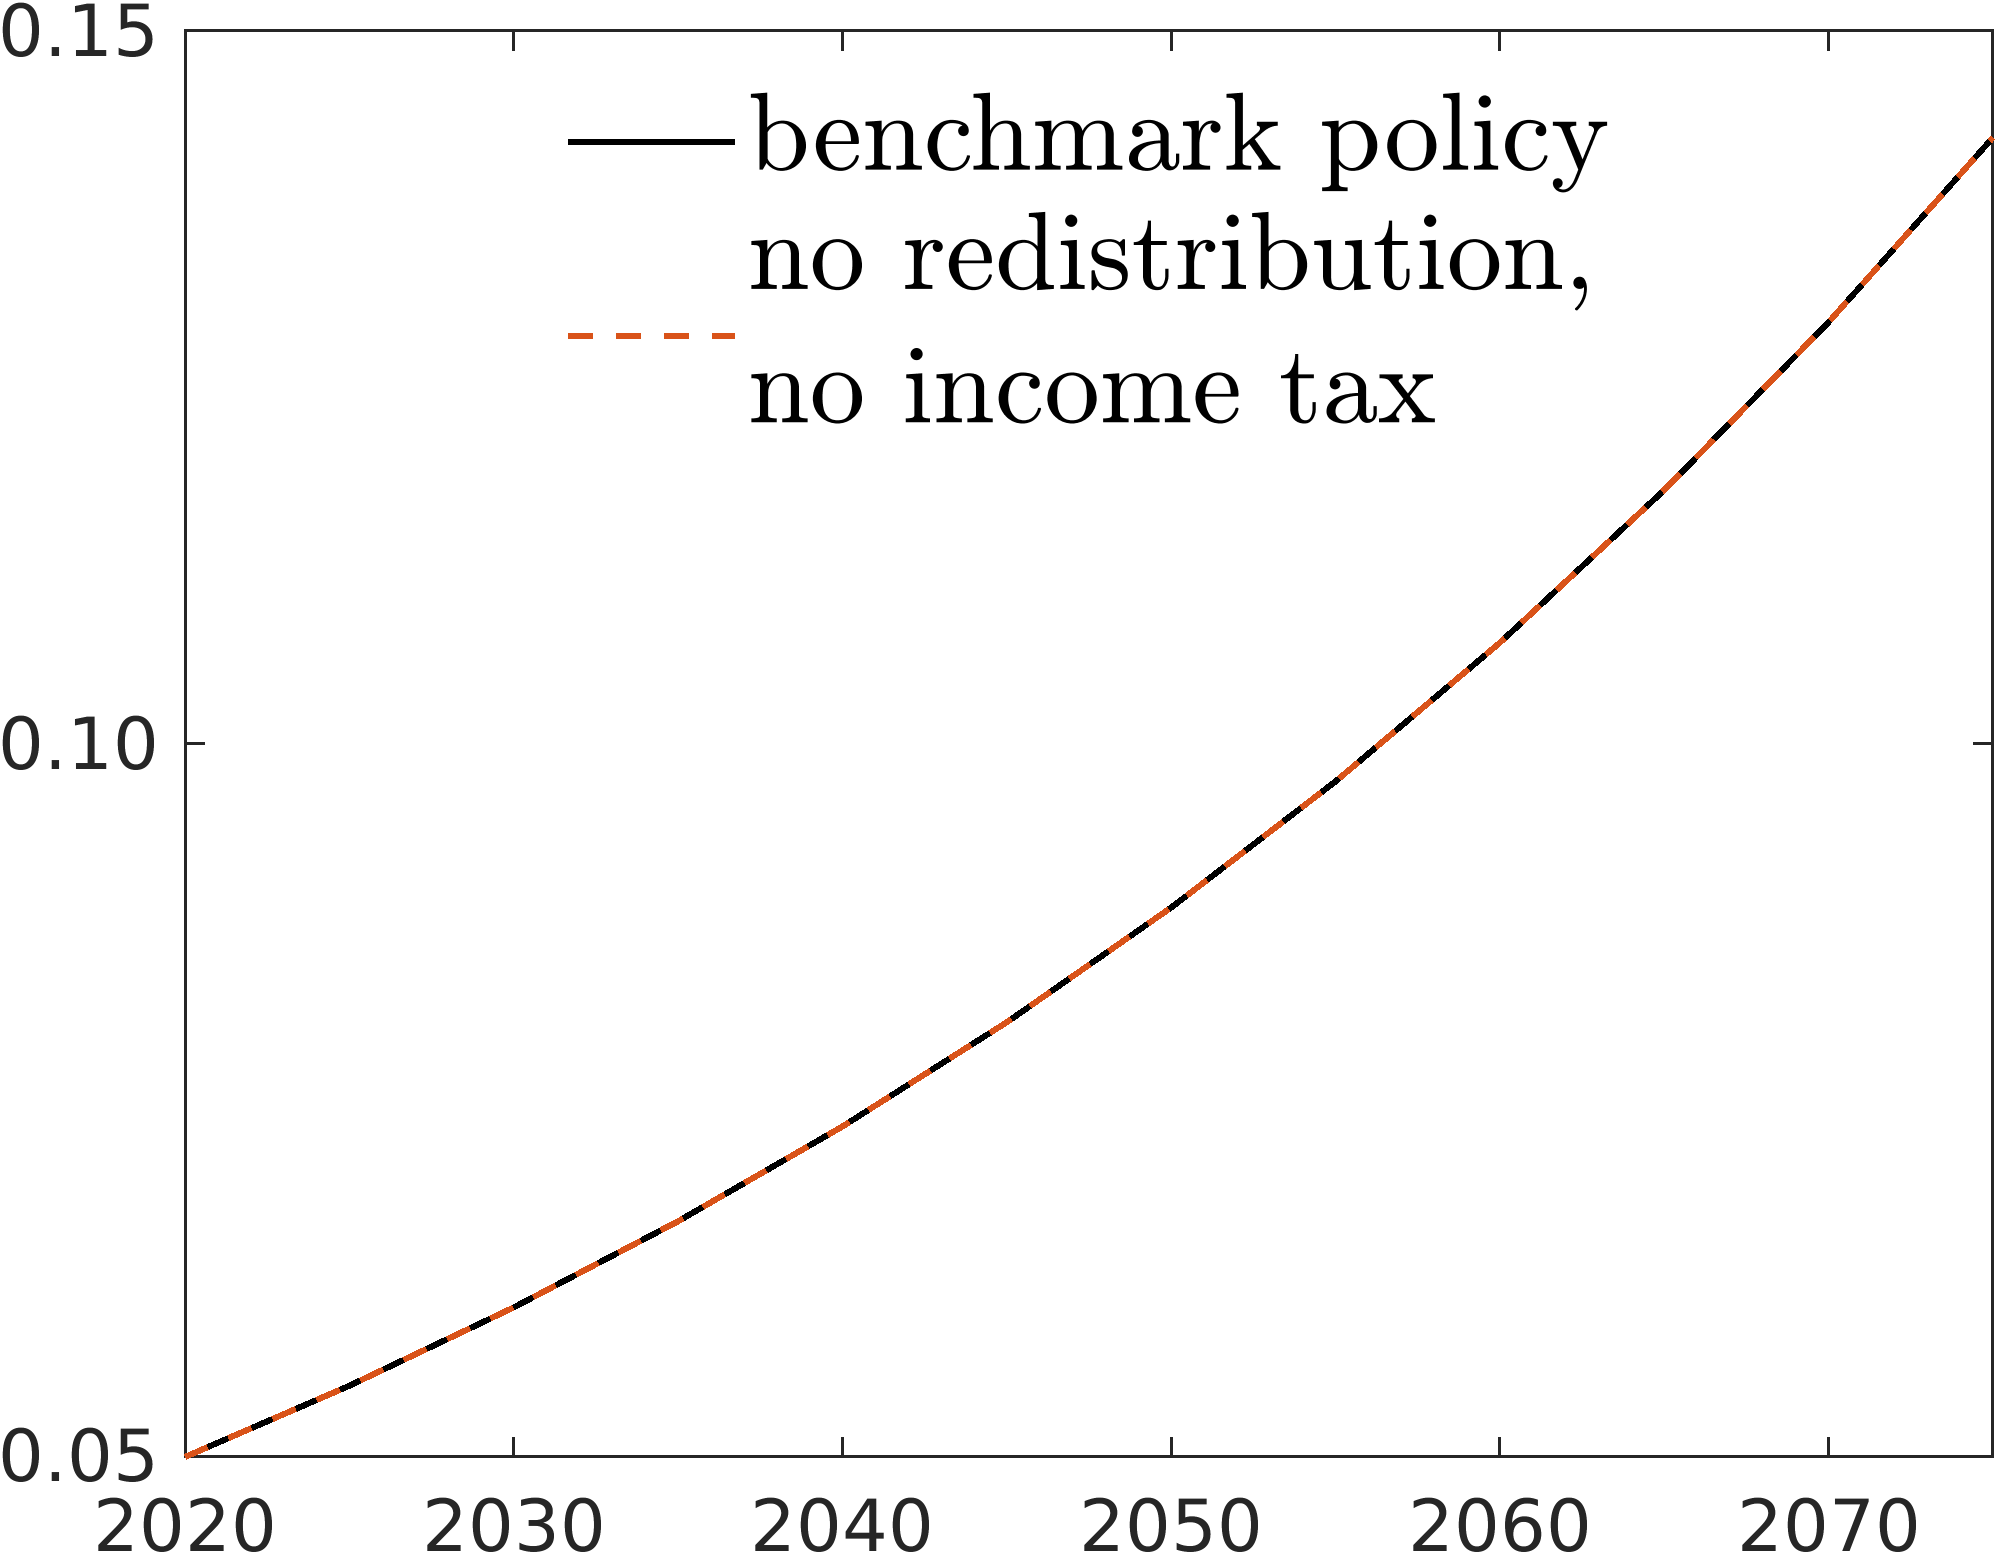 0.15
benchmark policy
no redistribution,
no income tax
0.10
0.05
2020 2030 2040 2050 2060 2070